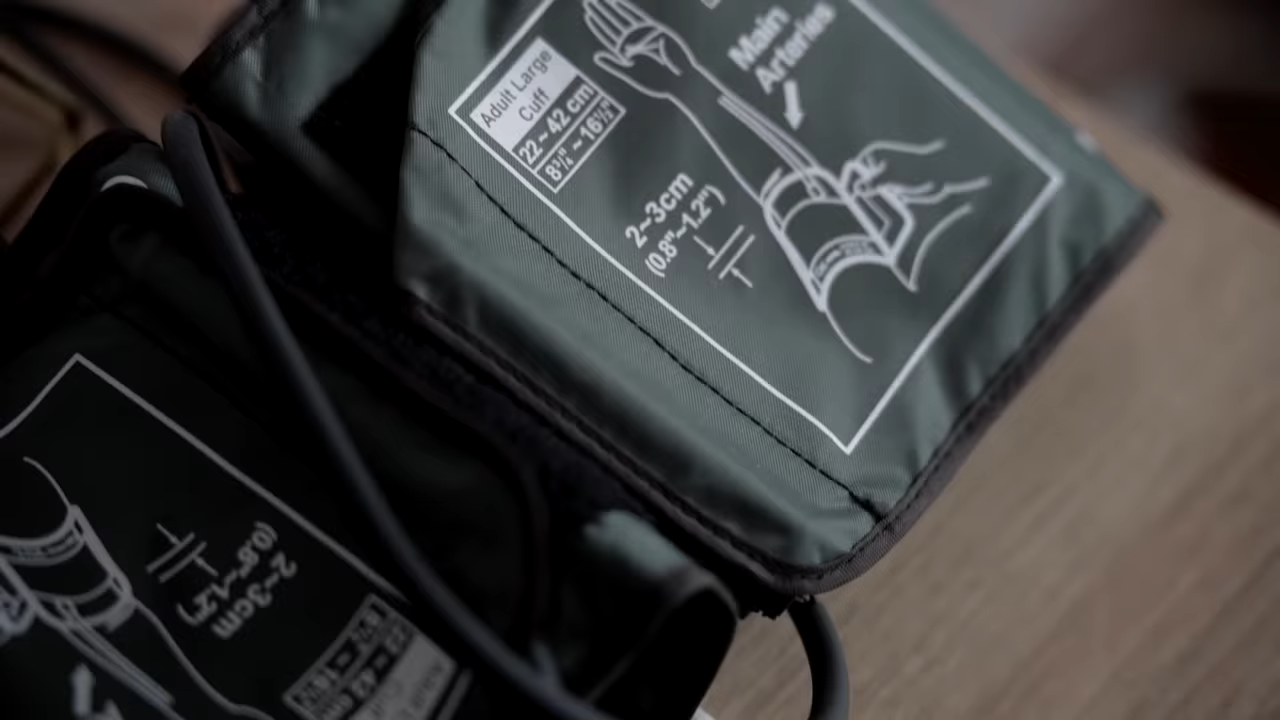 Adult Large
Cuff
22~42 cm
8¾~16½"
Main
Arteries
2~3cm
(0.8"~1.2")
2~3cm
(0.8"~1.2")